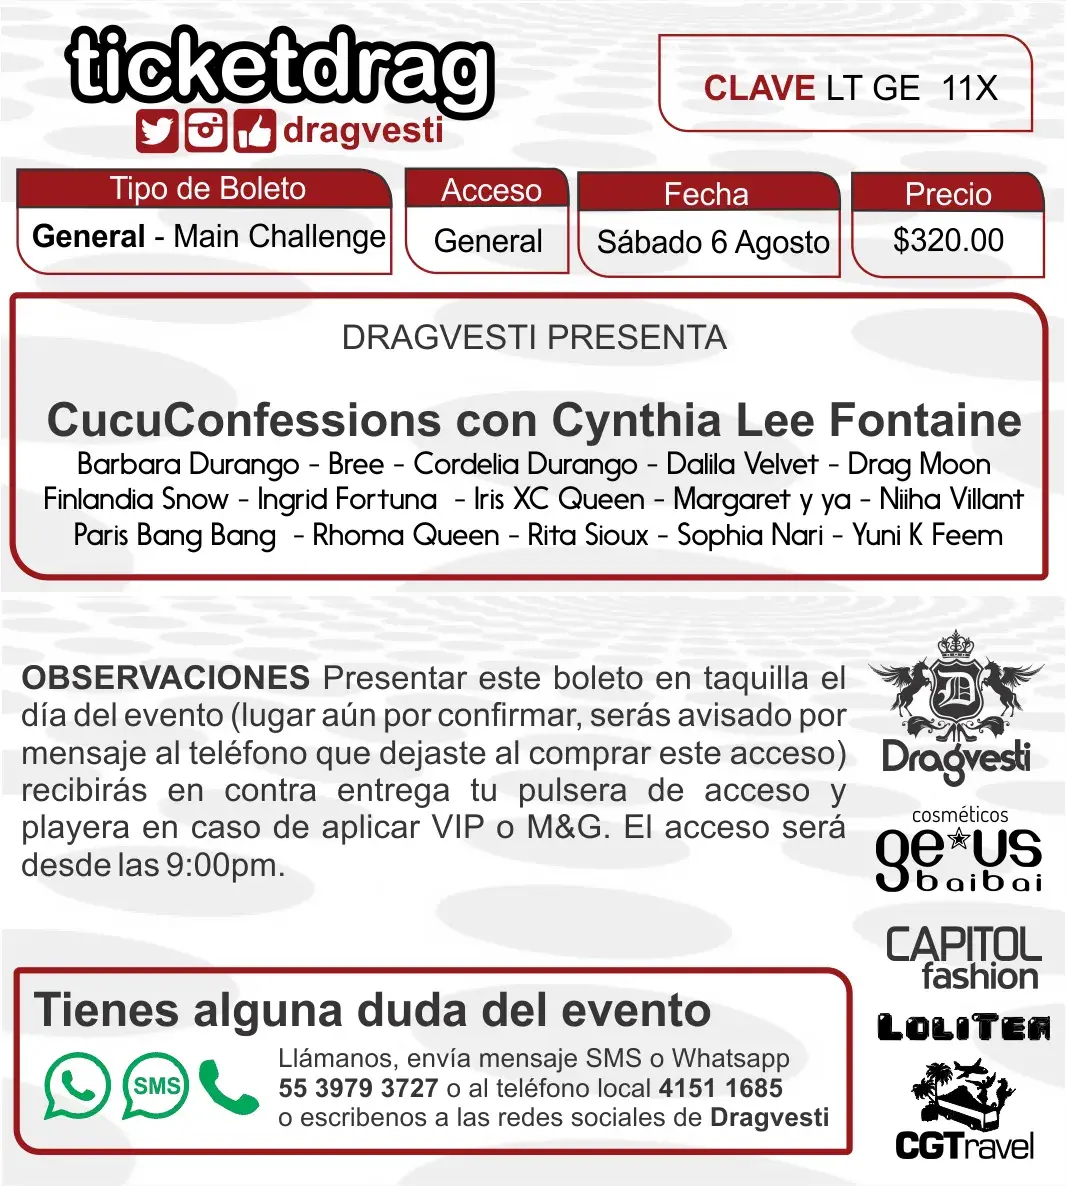 ticketdrag
dragvesti
CLAVE LT GE 11X
Tipo de Boleto
General - Main Challenge
Acceso
General
Fecha
Sábado 6 Agosto
Precio
$320.00
DRAGVESTI PRESENTA
CucuConfessions con Cynthia Lee Fontaine
Barbara Durango - Bree - Cordelia Durango - Dalila Velvet - Drag Moon
Finlandia Snow - Ingrid Fortuna - Iris XC Queen - Margaret y ya - Niiha Villant
Paris Bang Bang - Rhoma Queen - Rita Sioux - Sophia Nari - Yuni K Feem
OBSERVACIONES Presentar este boleto en taquilla el
día del evento (lugar aún por confirmar, serás avisado por
mensaje al teléfono que dejaste al comprar este acceso)
recibirás en contra entrega tu pulsera de acceso y
playera en caso de aplicar VIP o M&G. El acceso será
desde las 9:00pm.
D
Dragvesti
cosméticos
ge★us
baibai
CAPITOL
fashion
LOLITER
CGTravel
Tienes alguna duda del evento
SMS
Llámanos, envía mensaje SMS o Whatsapp
55 3979 3727 o al teléfono local 4151 1685
o escribenos a las redes sociales de Dragvesti